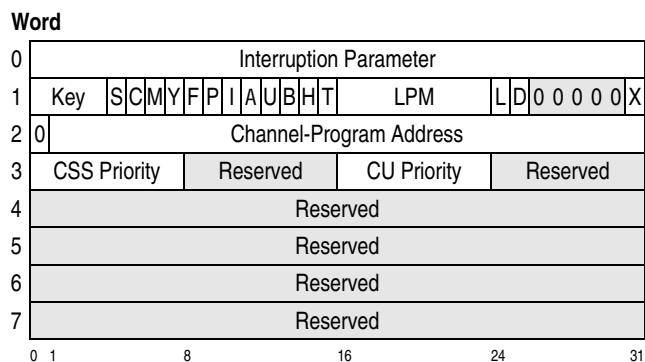 Word
0 Interruption Parameter
1 Key S C M Y F P I A U B H T LPM L D 0 0 0 0 0 X
2 0 Channel-Program Address
3 CSS Priority Reserved CU Priority Reserved
4 Reserved
5 Reserved
6 Reserved
7 Reserved
0 1 8 16 24 31